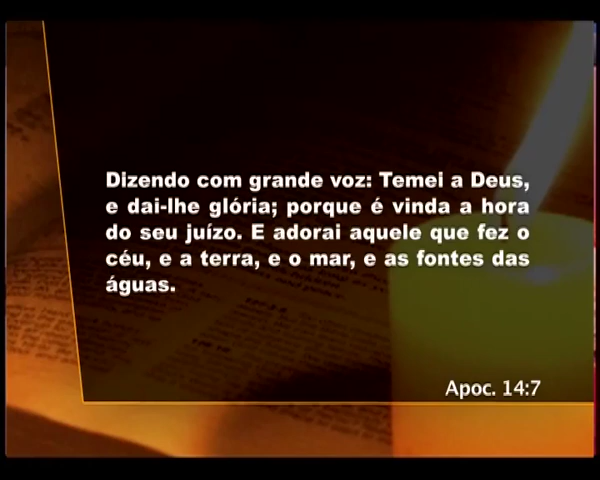 Dizendo com grande voz: Temei a Deus,
e dai-lhe glória; porque é vinda a hora
do seu juízo. E adorai aquele que fez o
céu, e a terra, e o mar, e as fontes das
águas.
Apoc. 14:7